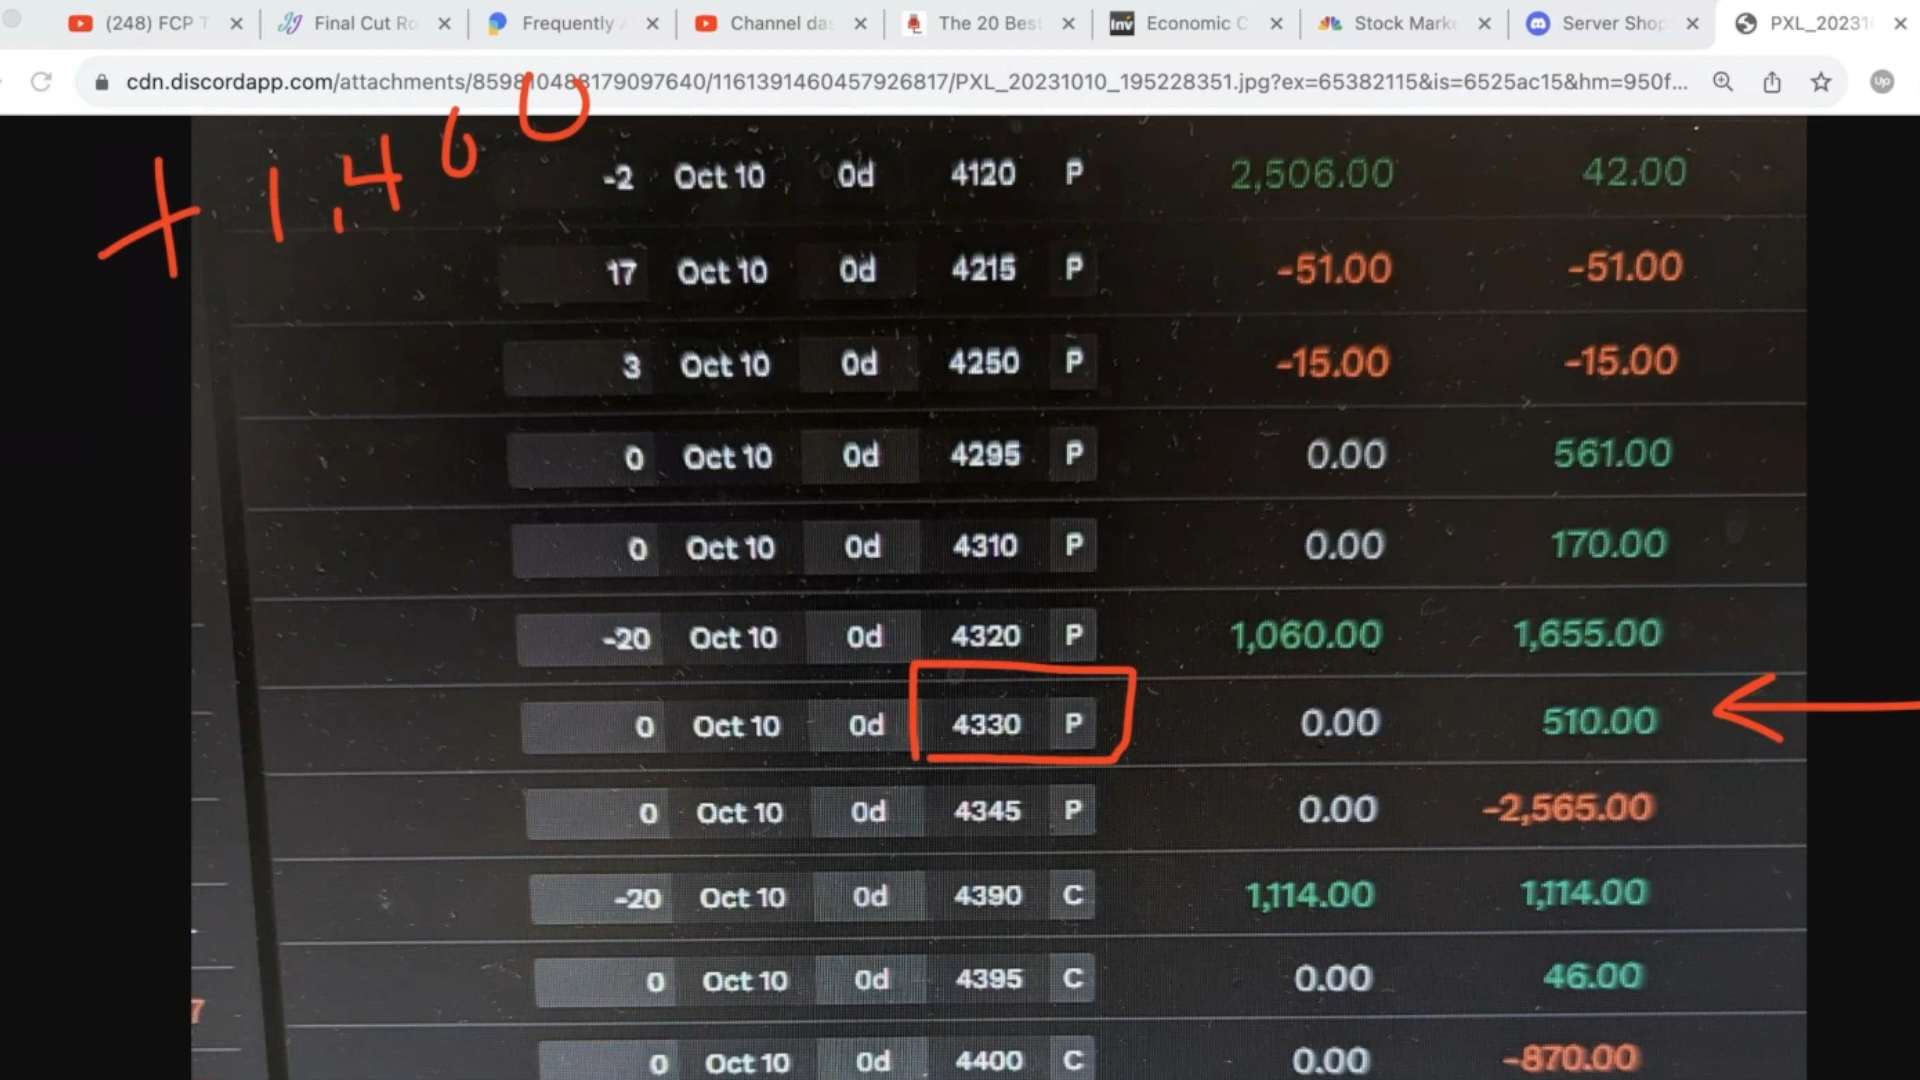 (248) FCP T
Final Cut Ro
Frequently A
Channel das
The 20 Best
Inv Economic C
Stock Marke
Server Shop
PXL_20231
cdn.discordapp.com/attachments/859810488179097640/1161391460457926817/PXL_20231010_195228351.jpg?ex=65382115&is=6525ac15&hm=950f...
up
+ 1,460
-2 Oct 10 0d 4120 P 2,506.00 42.00
17 Oct 10 0d 4215 P -51.00 -51.00
3 Oct 10 0d 4250 P -15.00 -15.00
0 Oct 10 0d 4295 P 0.00 561.00
0 Oct 10 0d 4310 P 0.00 170.00
-20 Oct 10 0d 4320 P 1,060.00 1,655.00
0 Oct 10 0d 4330 P 0.00 510.00
0 Oct 10 0d 4345 P 0.00 -2,565.00
-20 Oct 10 0d 4390 C 1,114.00 1,114.00
0 Oct 10 0d 4395 C 0.00 46.00
7
0 Oct 10 0d 4400 C 0.00 -870.00